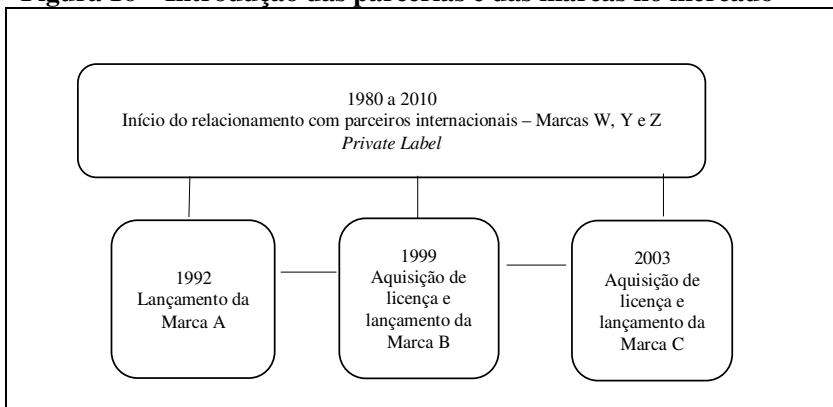 Figura 16 – Introdução das parcerias e das marcas no mercado
1980 a 2010
Início do relacionamento com parceiros internacionais – Marcas W, Y e Z
Private Label
1992
Lançamento da
Marca A
1999
Aquisição de
licença e
lançamento da
Marca B
2003
Aquisição de
licença e
lançamento da
Marca C